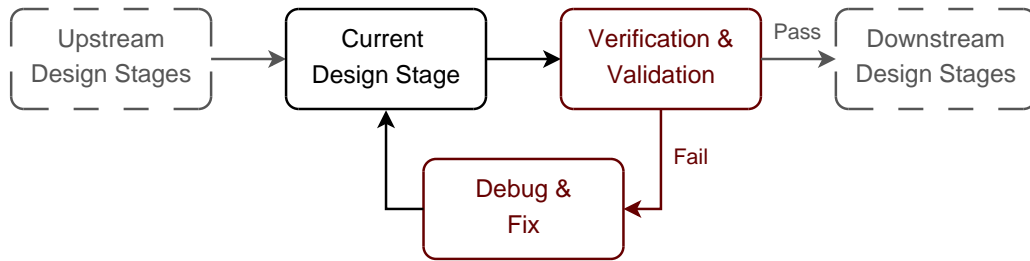 Upstream
Design Stages
Current
Design Stage
Verification &
Validation
Pass
Downstream
Design Stages
Fail
Debug &
Fix